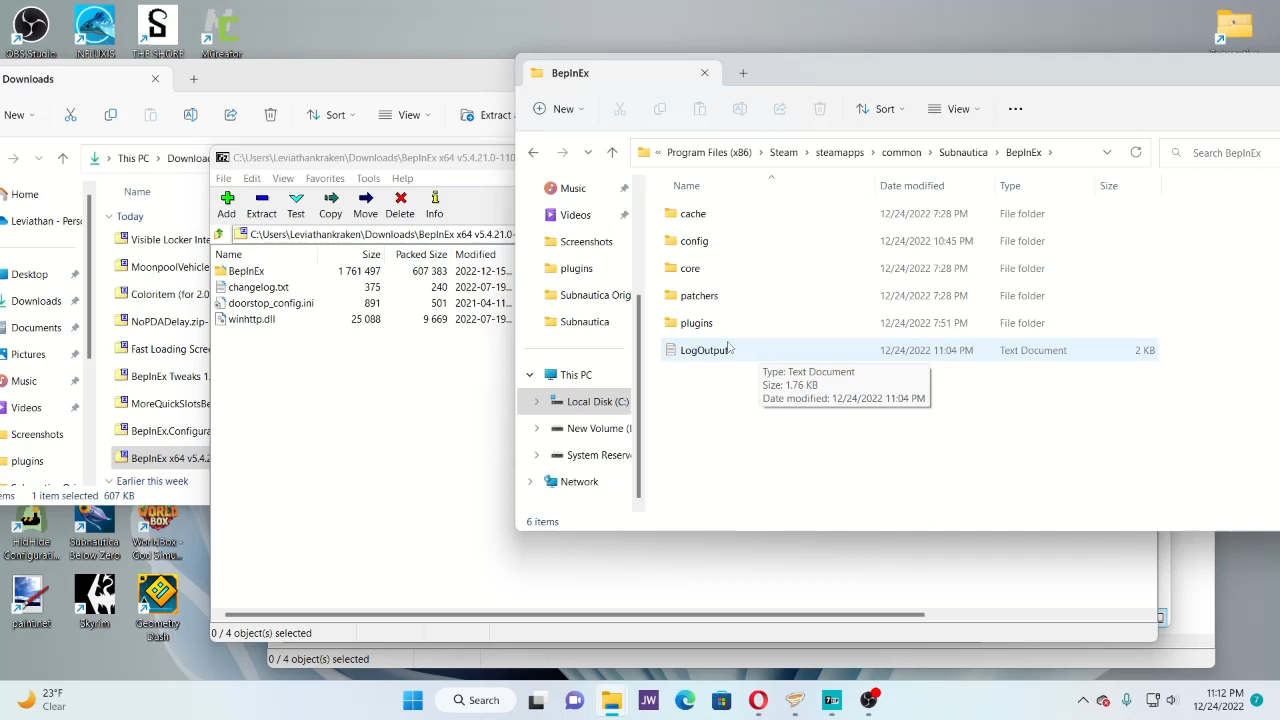 OBS Studio
INFLUXIS
THE SHORE
MCreator
Downloads
New
Sort
View
Extract
This PC
Downloa
Name
Home
Leviathan - Perso
Today
Visible Locker Inte
MoonpoolVehicle
Desktop
ColorItem (for 2.0
Downloads
NoPDADelay.zip-
Documents
Fast Loading Scre
Pictures
BepInEx Tweaks 1.
Music
MoreQuickSlotsBe
Videos
BepInEx.Configura
Screenshots
plugins
BepInEx x64 v5.4.2
Earlier this week
ems
1 item selected 607 KB
C:\Users\Leviathankraken\Downloads\BepInEx x64 v5.4.21.0-110
File Edit View Favorites Tools Help
Add Extract Test Copy Move Delete Info
C:\Users\Leviathankraken\Downloads\BepInEx x64 v5.4.21.0-
Name Size Packed Size Modified
BepInEx 1 761 497 607 383 2022-12-15...
changelog.txt 375 240 2022-07-19...
doorstop_config.ini 891 501 2021-04-11...
winhttp.dll 25 088 9 669 2022-07-19...
0 / 4 object(s) selected
0 / 4 object(s) selected
BepInEx
New
Sort
View
Program Files (x86) Steam steamapps common Subnautica BepInEx
Search BepInEx
Music
Videos
Screenshots
plugins
Subnautica Orig
Subnautica
This PC
Local Disk (C:)
New Volume (
System Reserve
Network
Name Date modified Type Size
cache 12/24/2022 7:28 PM File folder
config 12/24/2022 10:45 PM File folder
core 12/24/2022 7:28 PM File folder
patchers 12/24/2022 7:28 PM File folder
plugins 12/24/2022 7:51 PM File folder
LogOutput 12/24/2022 11:04 PM Text Document 2 KB
Type: Text Document
Size: 1.76 KB
Date modified: 12/24/2022 11:04 PM
6 items
HidHide
Configurati...
Subnautica
Below Zero
WORLD
BOX
WorldBox -
God Simu...
paint.net
Skyrim
Geometry
Dash
23°F
Clear
Search
JW
11:12 PM
12/24/2022
7